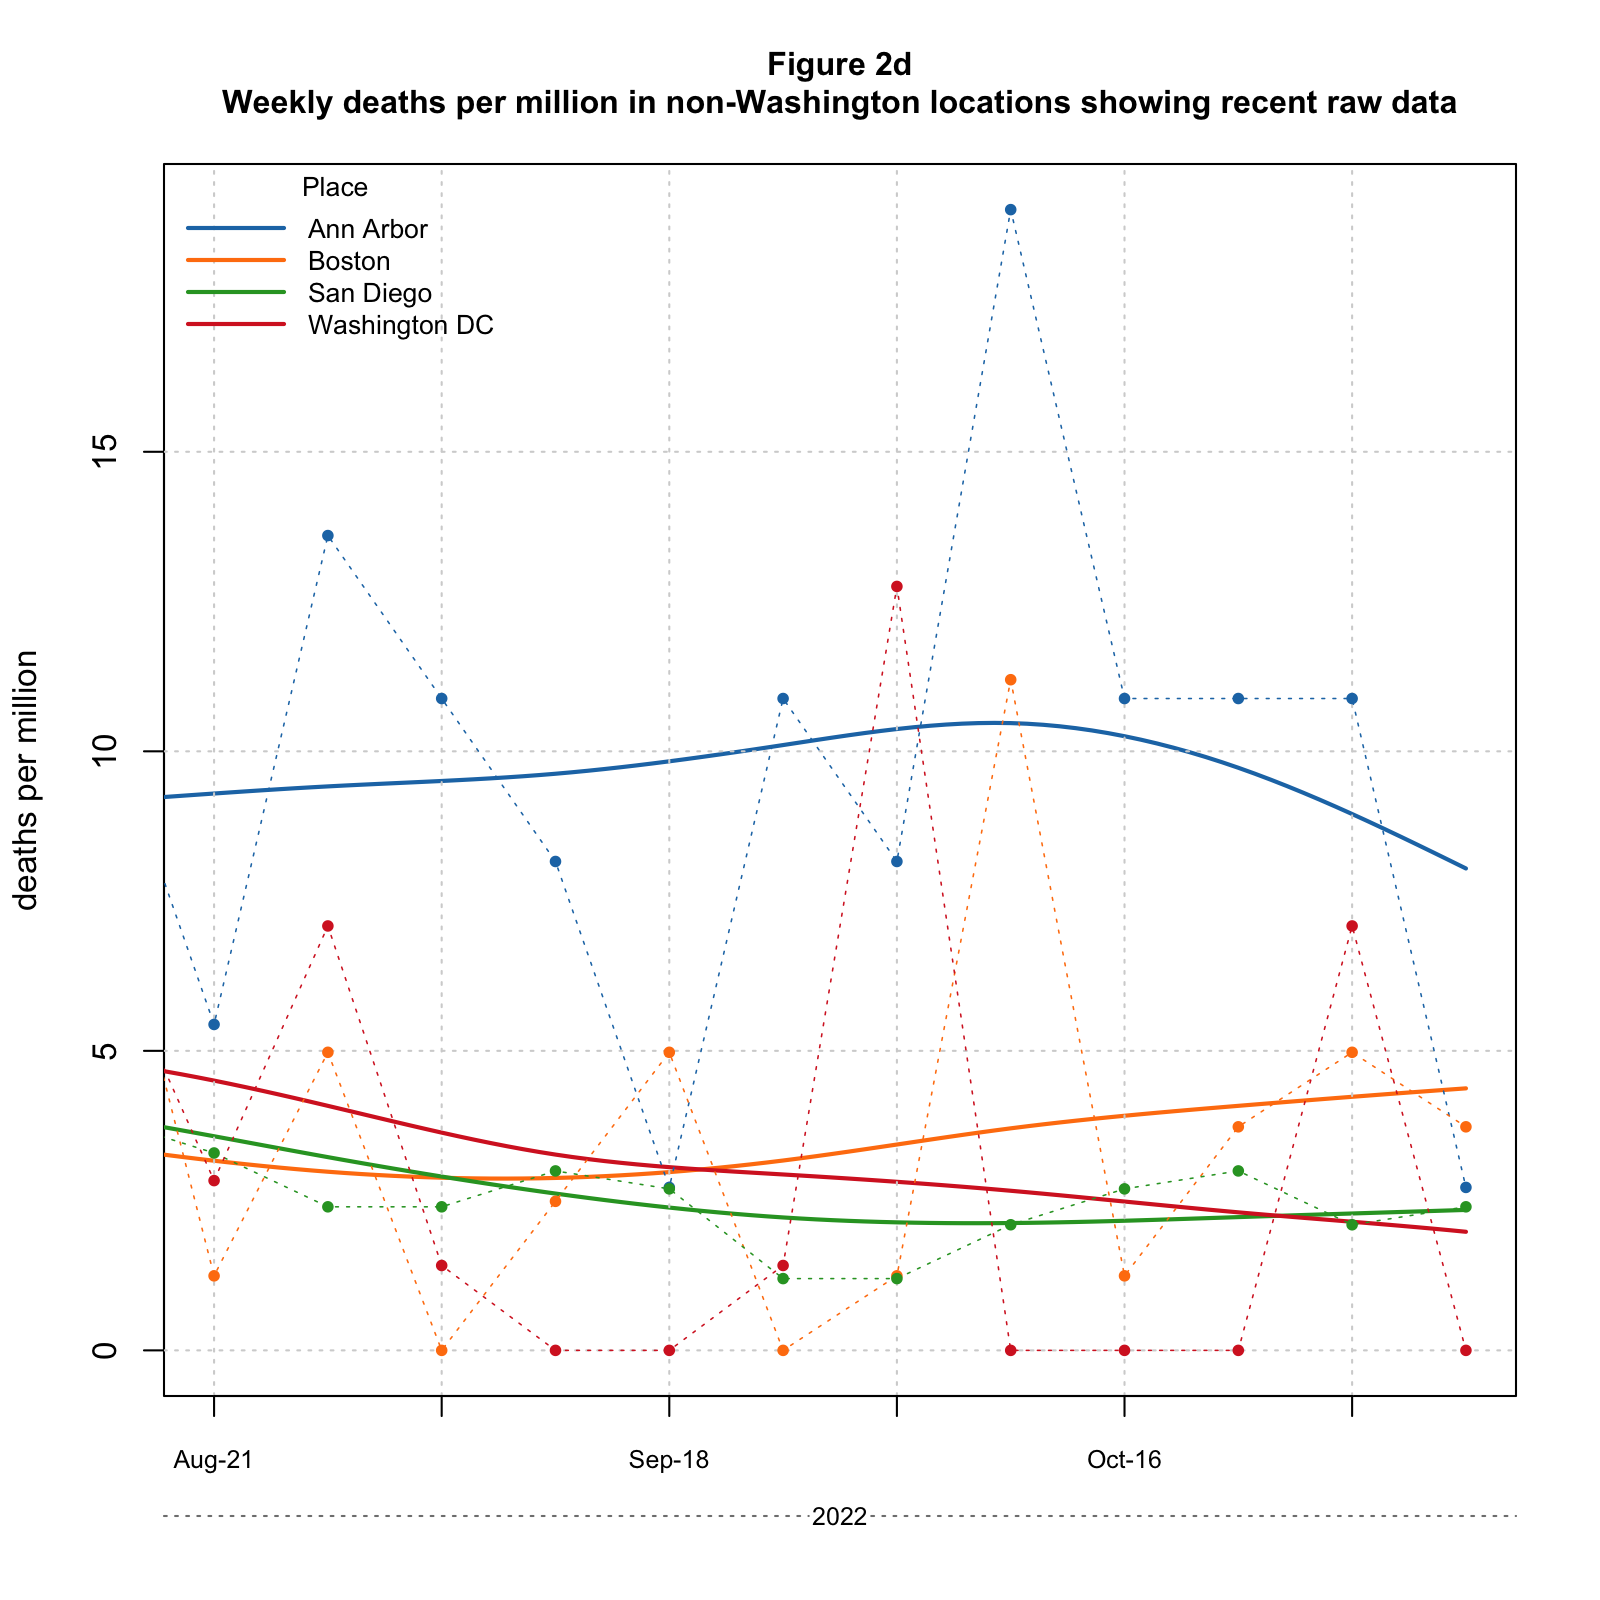 Figure 2d
Weekly deaths per million in non-Washington locations showing recent raw data
Place
Ann Arbor
Boston
San Diego
Washington DC
deaths per million
15
10
5
0
Aug-21
Sep-18
Oct-16
2022